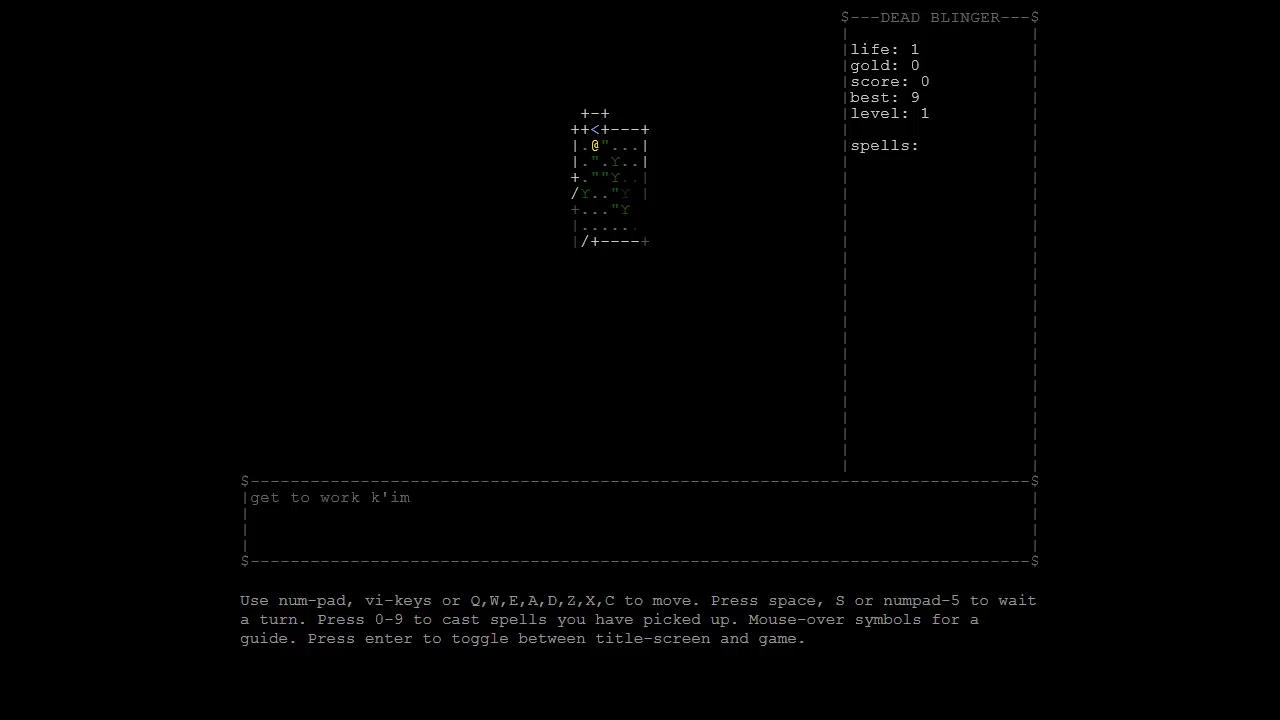 $---DEAD BLINGER---$
life: 1
gold: 0
score: 0
best: 9
level: 1
spells:
+-+
++<+---+
|.@"...|
|.".Y..|
+.""Y..|
/Y.."Y |
+..."Y
|......
|/+----+
get to work k'im
Use num-pad, vi-keys or Q,W,E,A,D,Z,X,C to move. Press space, S or numpad-5 to wait
a turn. Press 0-9 to cast spells you have picked up. Mouse-over symbols for a
guide. Press enter to toggle between title-screen and game.